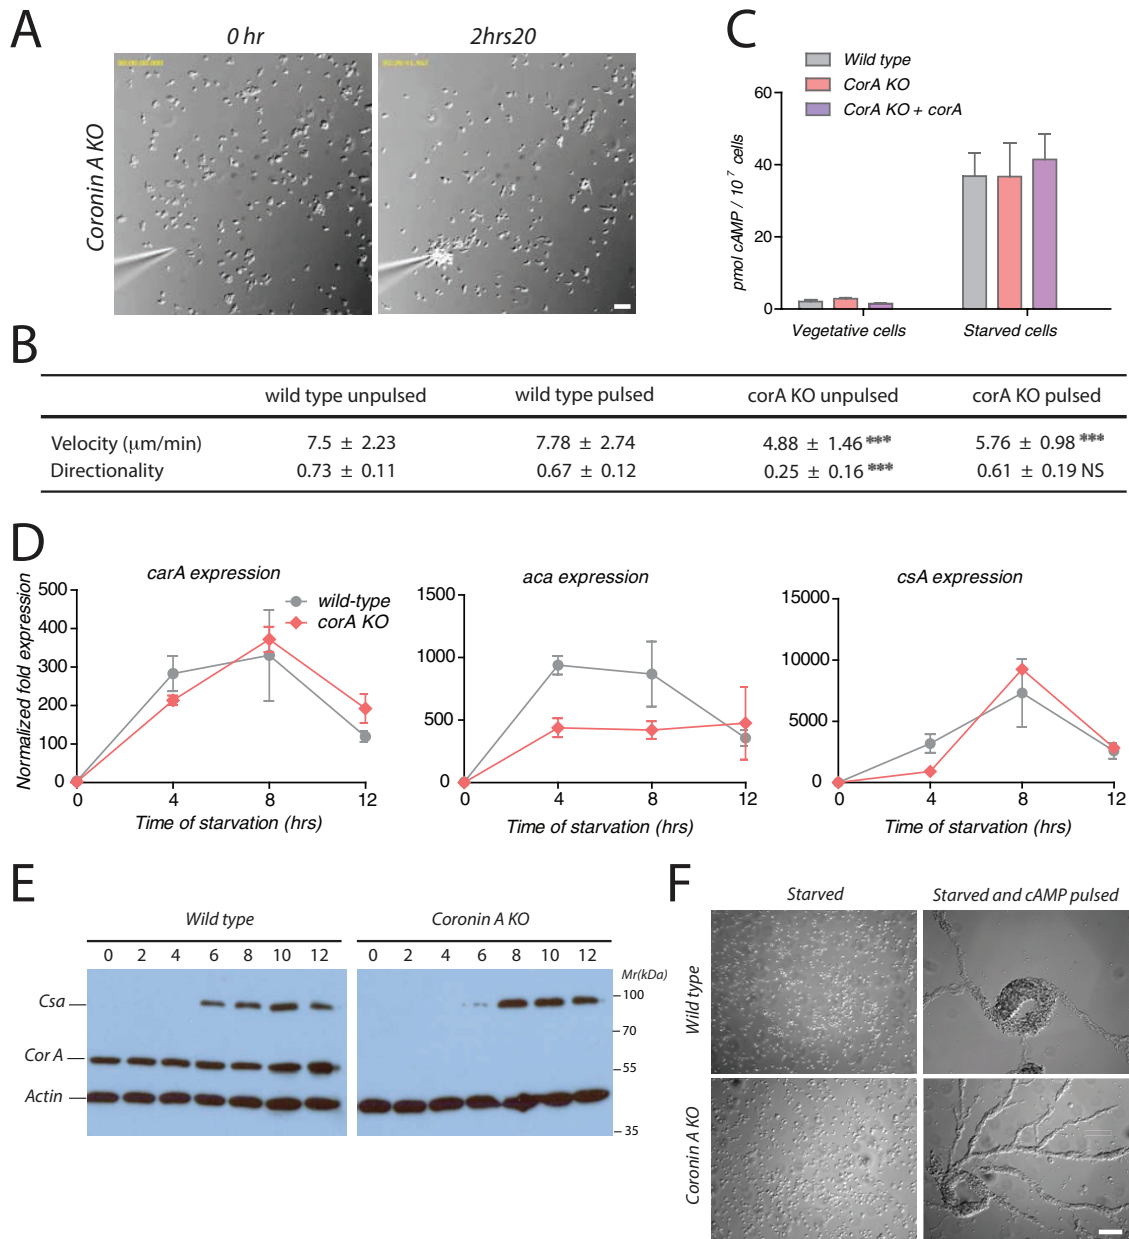 A
0 hr
2hrs20
Coronin A KO
00:00:00.000
C
Wild type
CorA KO
CorA KO + corA
pmol cAMP / 10⁷ cells
60
40
20
0
Vegetative cells
Starved cells
B
wild type unpulsed wild type pulsed corA KO unpulsed corA KO pulsed
Velocity (μm/min) 7.5 ± 2.23 7.78 ± 2.74 4.88 ± 1.46 *** 5.76 ± 0.98 ***
Directionality 0.73 ± 0.11 0.67 ± 0.12 0.25 ± 0.16 *** 0.61 ± 0.19 NS
D
carA expression
wild-type
corA KO
Normalized fold expression
500
400
300
200
100
0
0 4 8 12
Time of starvation (hrs)
aca expression
1500
1000
500
0
0 4 8 12
Time of starvation (hrs)
csA expression
15000
10000
5000
0
0 4 8 12
Time of starvation (hrs)
E
Wild type
Coronin A KO
0 2 4 6 8 10 12
0 2 4 6 8 10 12
Mr(kDa)
Csa
Cor A
Actin
100
70
55
35
F
Starved
Starved and cAMP pulsed
Wild type
Coronin A KO